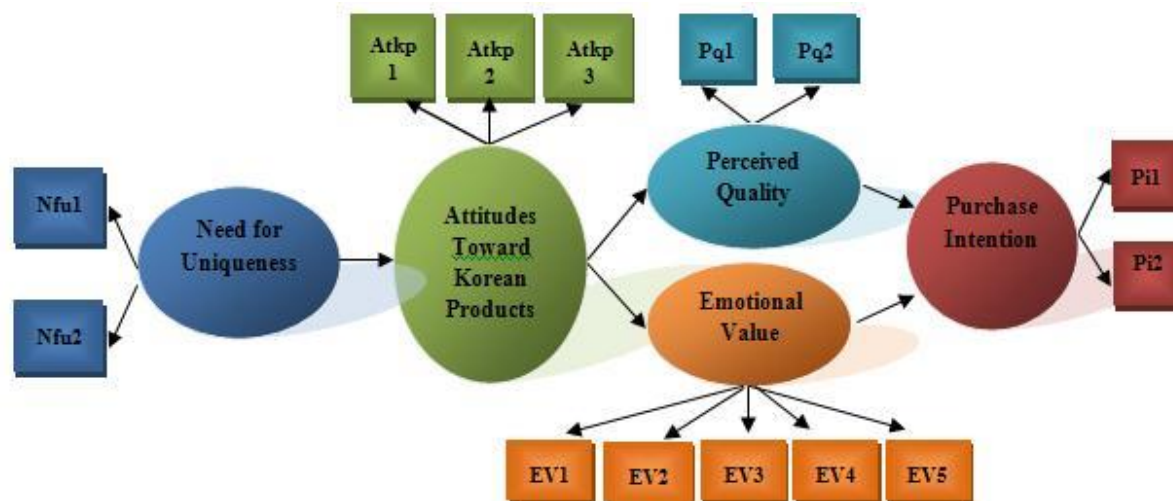 Atkp
1
Atkp
2
Atkp
3
Pq1
Pq2
Nfu1
Nfu2
Need for
Uniqueness
Attitudes
Toward
Korean
Products
Perceived
Quality
Emotional
Value
Purchase
Intention
Pi1
Pi2
EV1
EV2
EV3
EV4
EV5